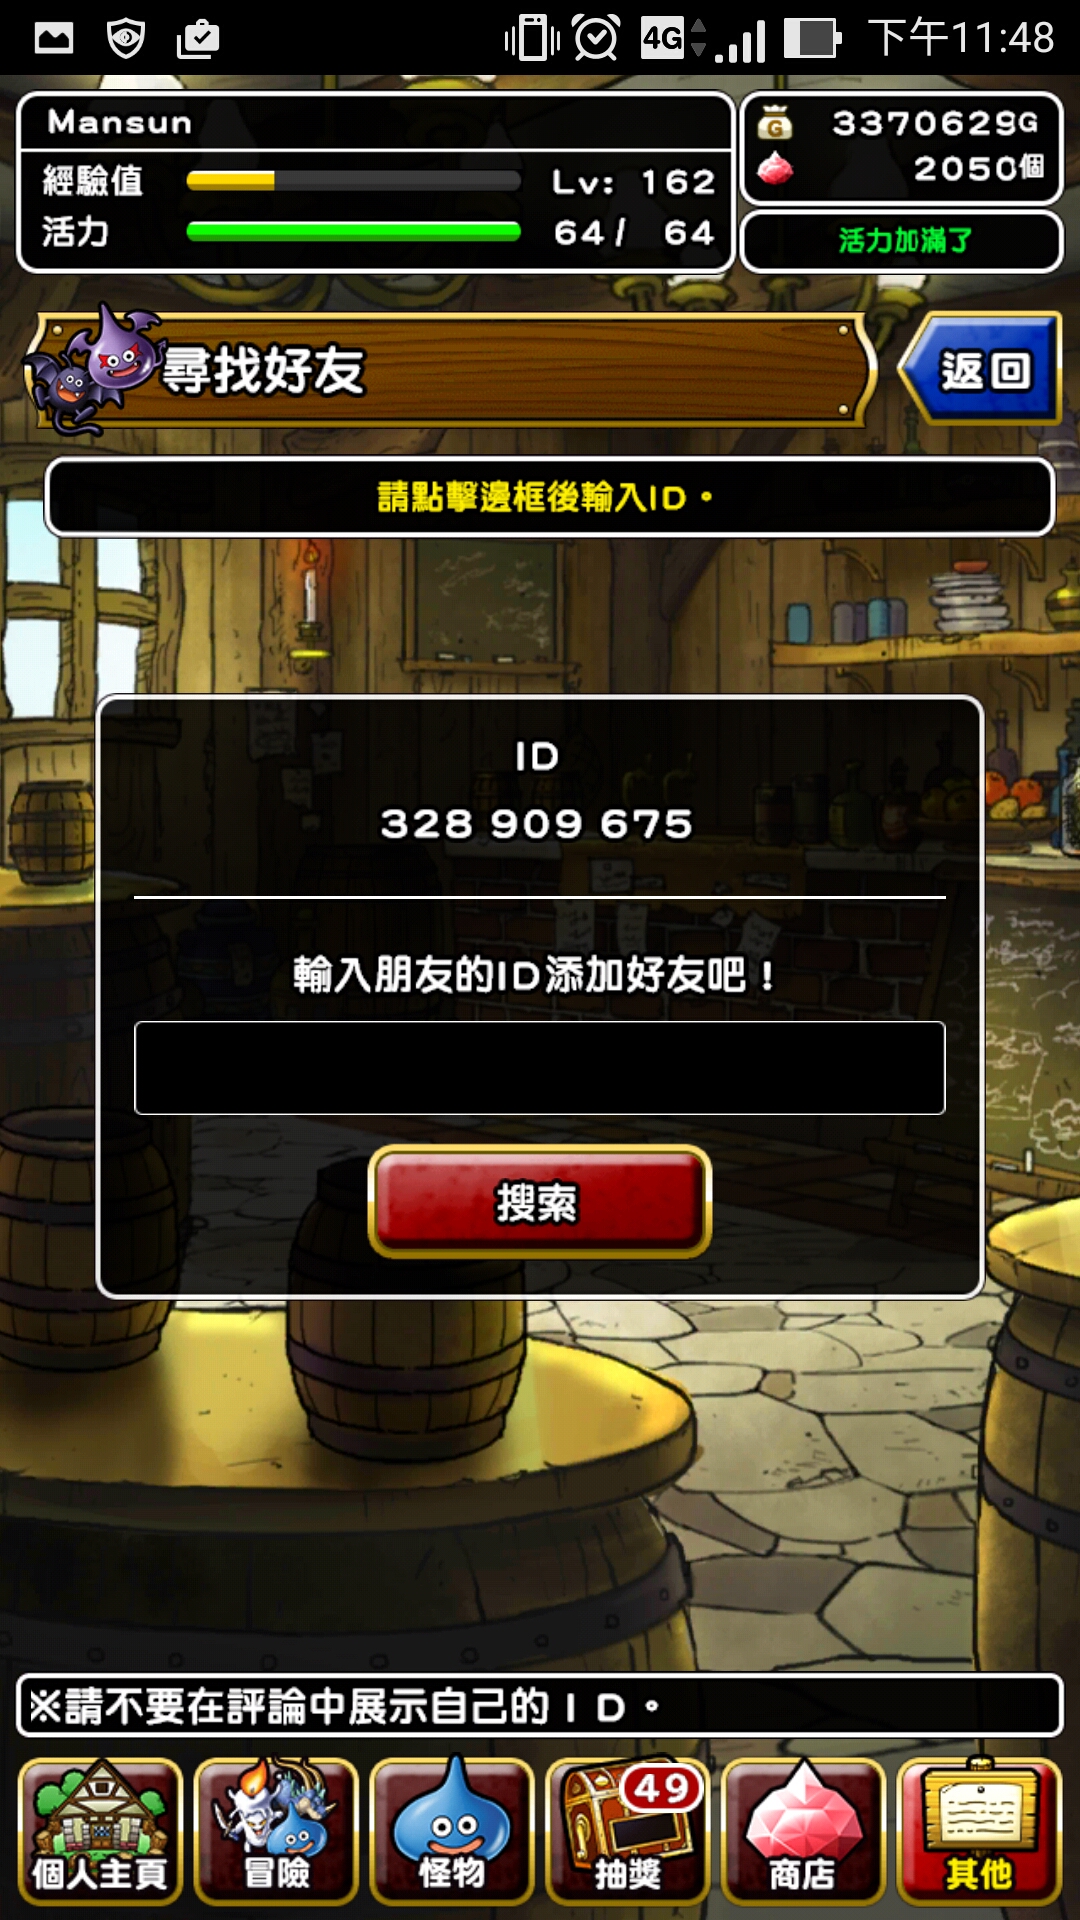 4G 下午11:48
Mansun
3370629G
經驗值 Lv: 162
2050個
活力 64/ 64
活力加滿了
尋找好友
返回
請點擊邊框後輸入ID。
ID
328 909 675
輸入朋友的ID添加好友吧！
搜索
※請不要在評論中展示自己的ＩＤ。
49
個人主頁 冒險 怪物 抽獎 商店 其他